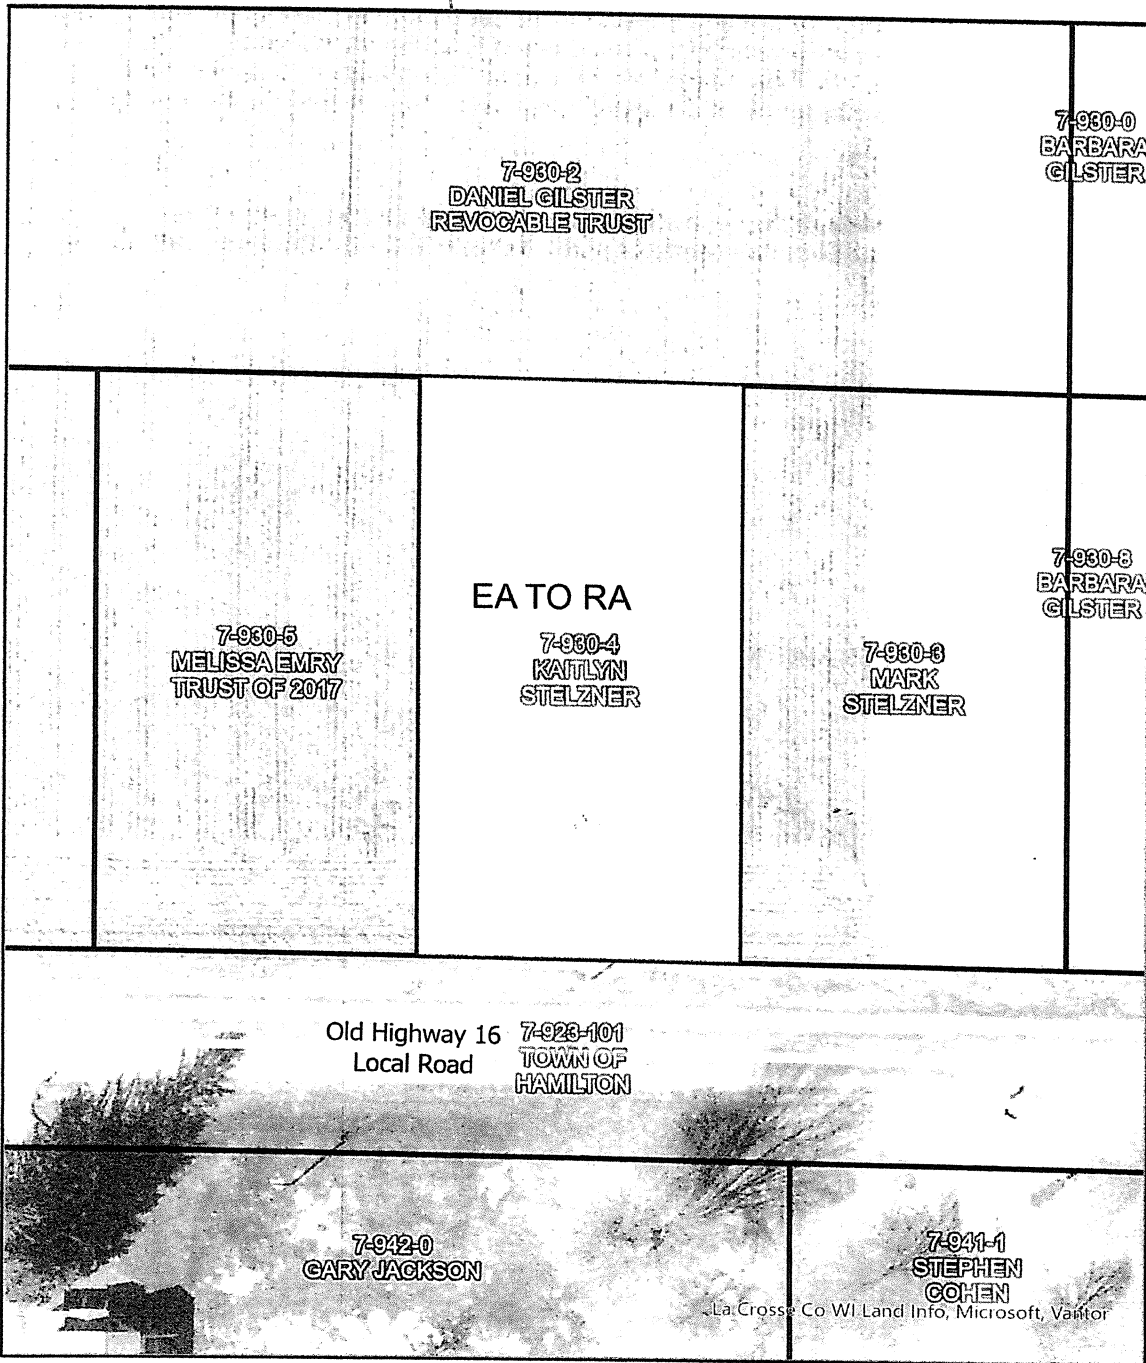 7-930-0
BARBARA
GILSTER
7-930-2
DANIEL GILSTER
REVOCABLE TRUST
7-930-8
BARBARA
GILSTER
EA TO RA
7-930-5
MELISSA EMRY
TRUST OF 2017
7-930-4
KAITLYN
STELZNER
7-930-3
MARK
STELZNER
Old Highway 16
Local Road
7-923-101
TOWN OF
HAMILTON
7-942-0
GARY JACKSON
7-941-1
STEPHEN
COHEN
La Crosse Co WI Land Info, Microsoft, Vantor